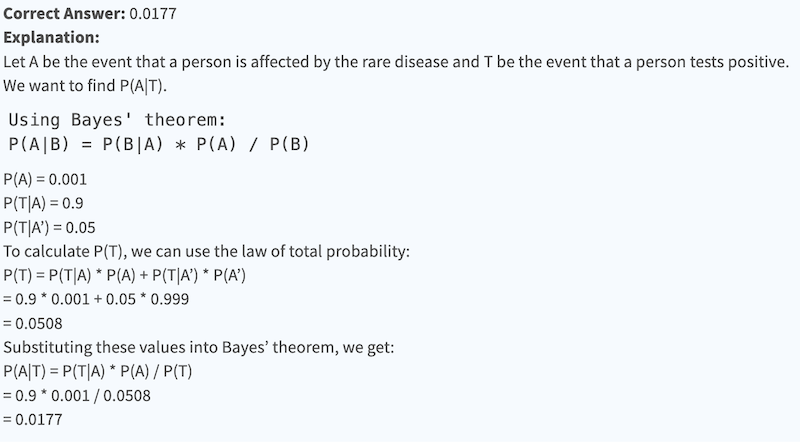 Correct Answer: 0.0177
Explanation:
Let A be the event that a person is affected by the rare disease and T be the event that a person tests positive.
We want to find P(A|T).
Using Bayes' theorem:
P(A|B) = P(B|A) * P(A) / P(B)
P(A) = 0.001
P(T|A) = 0.9
P(T|A’) = 0.05
To calculate P(T), we can use the law of total probability:
P(T) = P(T|A) * P(A) + P(T|A’) * P(A’)
= 0.9 * 0.001 + 0.05 * 0.999
= 0.0508
Substituting these values into Bayes’ theorem, we get:
P(A|T) = P(T|A) * P(A) / P(T)
= 0.9 * 0.001 / 0.0508
= 0.0177